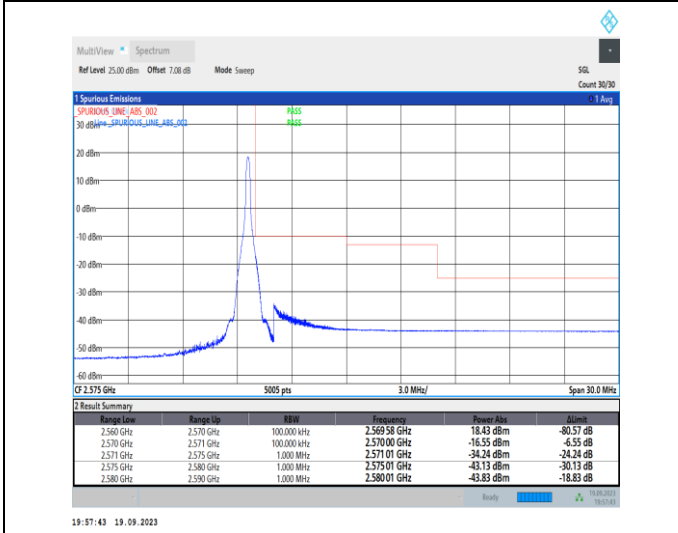 MultiView Spectrum
Ref Level 25.00 dBm Offset 7.08 dB Mode Sweep SGL
Count 30/30
1 Spurious Emissions 1 Avg
_SPURIOUS_LINE_ABS_002 PASS
Line _SPURIOUS_LINE_ABS_002 PASS
30 dBm
20 dBm
10 dBm
0 dBm
-10 dBm
-20 dBm
-30 dBm
-40 dBm
-50 dBm
-60 dBm
CF 2.575 GHz 5005 pts 3.0 MHz/ Span 30.0 MHz
2 Result Summary
Range Low Range Up RBW Frequency Power Abs ΔLimit
2.560 GHz 2.570 GHz 100.000 kHz 2.569 58 GHz 18.43 dBm -80.57 dB
2.570 GHz 2.571 GHz 100.000 kHz 2.570 00 GHz -16.55 dBm -6.55 dB
2.571 GHz 2.575 GHz 1.000 MHz 2.571 01 GHz -34.24 dBm -24.24 dB
2.575 GHz 2.580 GHz 1.000 MHz 2.575 01 GHz -43.13 dBm -30.13 dB
2.580 GHz 2.590 GHz 1.000 MHz 2.580 01 GHz -43.83 dBm -18.83 dB
Ready 19.09.2023
19:57:43
19:57:43 19.09.2023